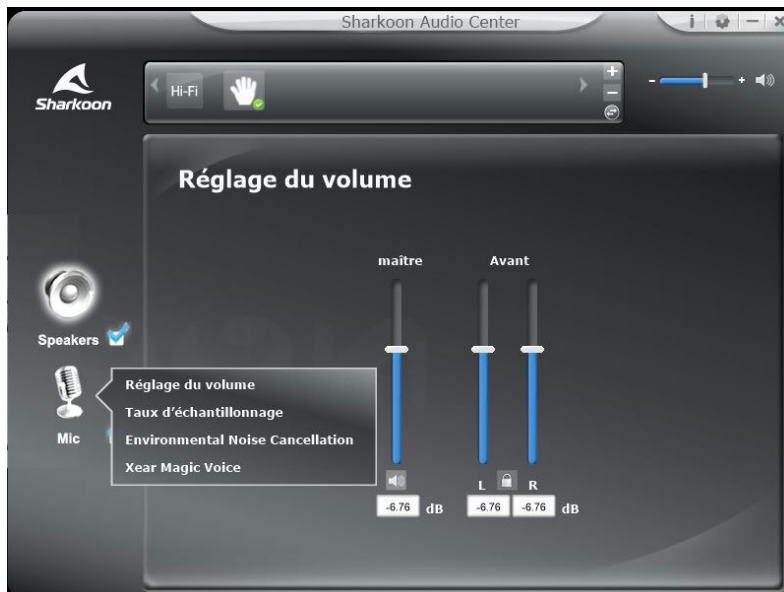 Sharkoon Audio Center
i
Sharkoon
Hi-Fi
- +
Réglage du volume
maître Avant
Speakers
Mic
Réglage du volume
Taux d'échantillonnage
Environmental Noise Cancellation
Xear Magic Voice
L R
-6.76 dB -6.76 -6.76 dB